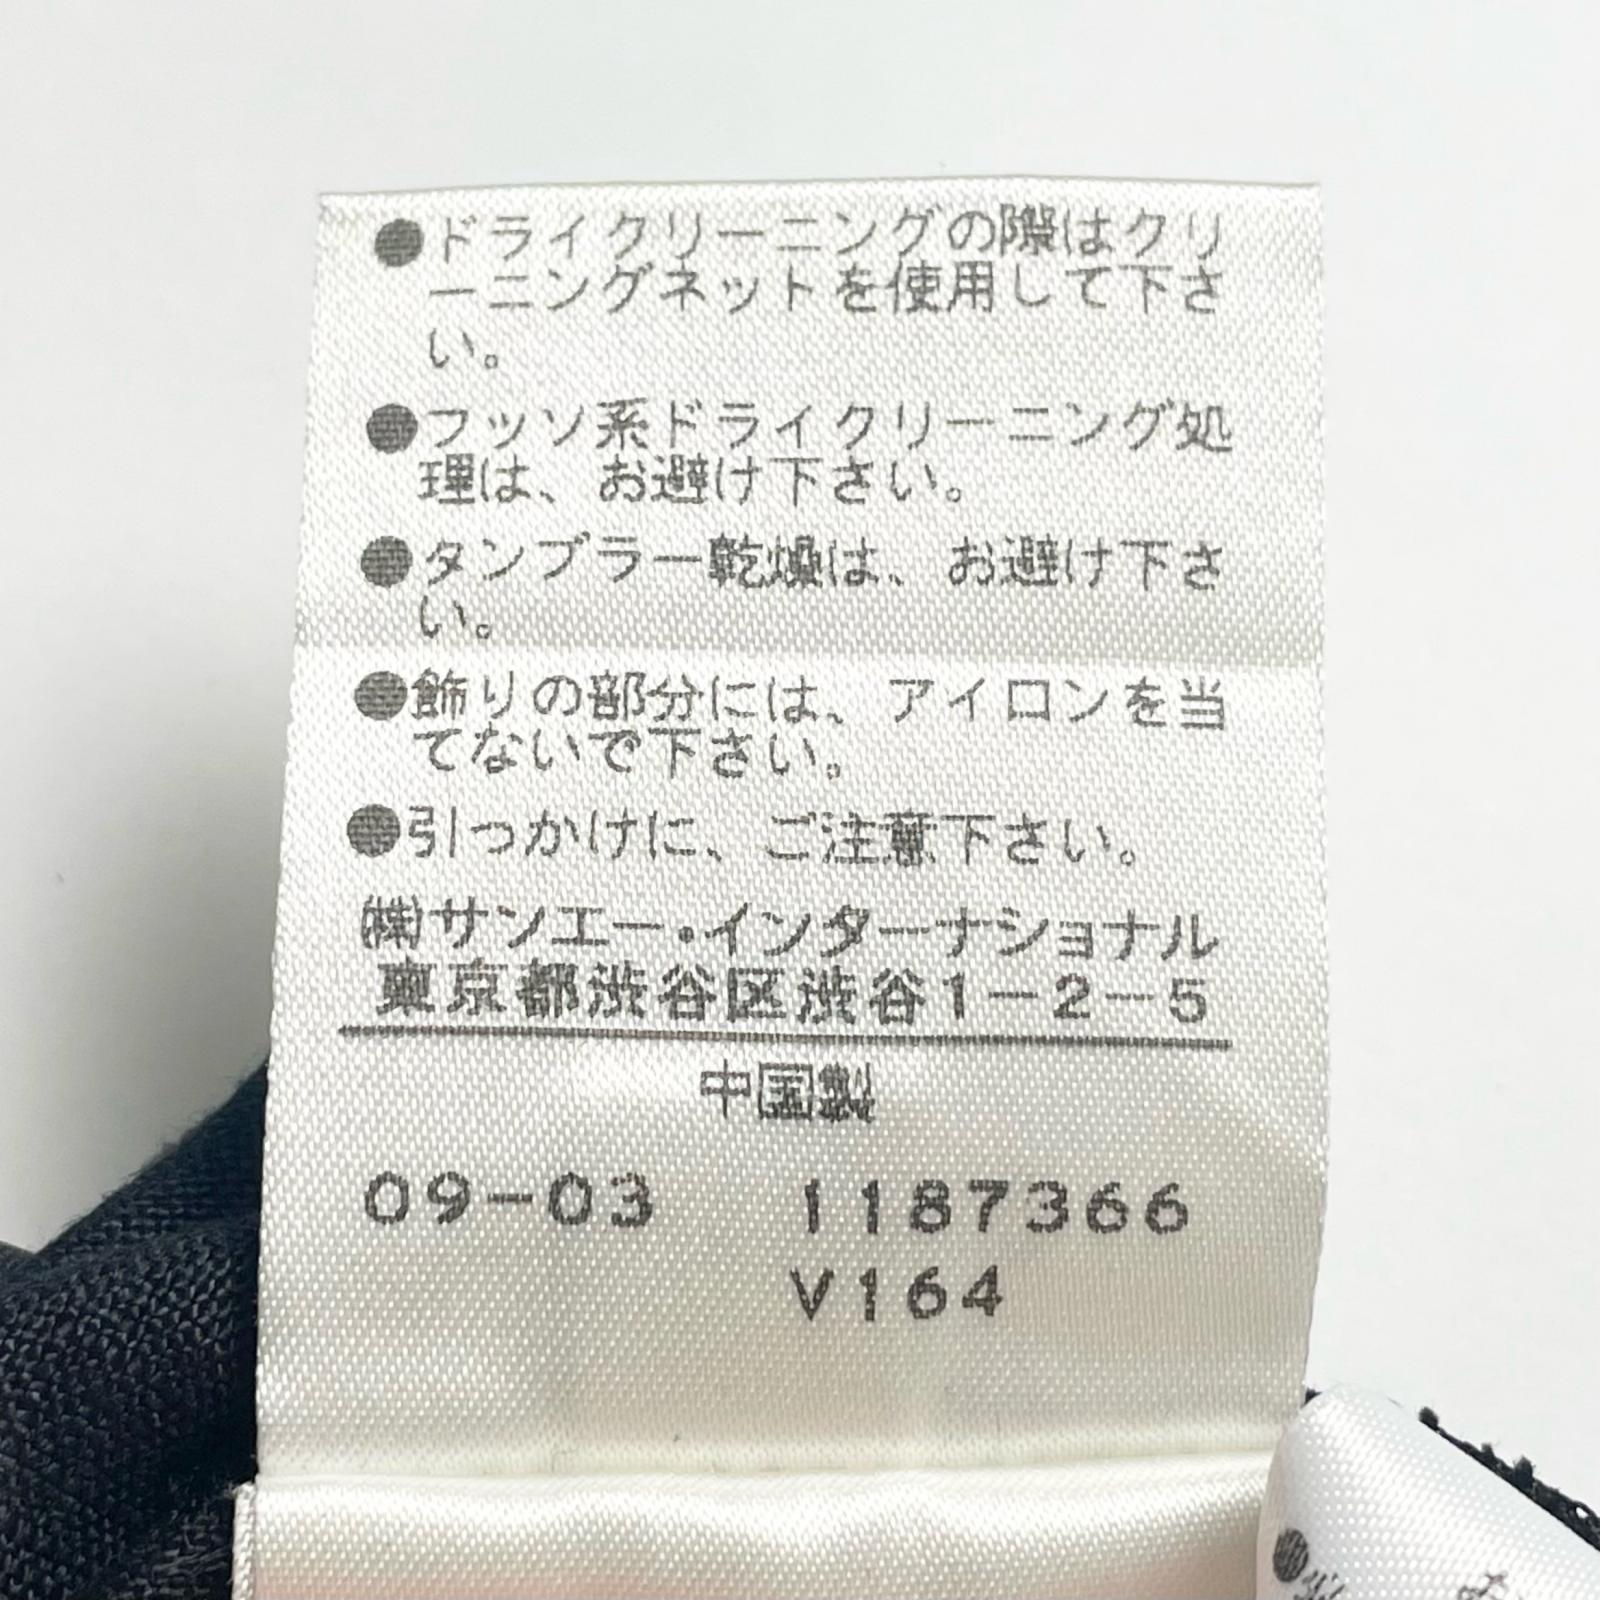 ●ドライクリーニングの際はクリ
ーニングネットを使用して下さ
い。
●フッソ系ドライクリーニング処
理は、お避け下さい。
●タンブラー乾燥は、お避け下さ
い。
●飾りの部分には、アイロンを当
てないで下さい。
●引っかけに、ご注意下さい。
㈱サンエー・インターナショナル
東京都渋谷区渋谷1-2-5
中国製
09-03 1187366
V164